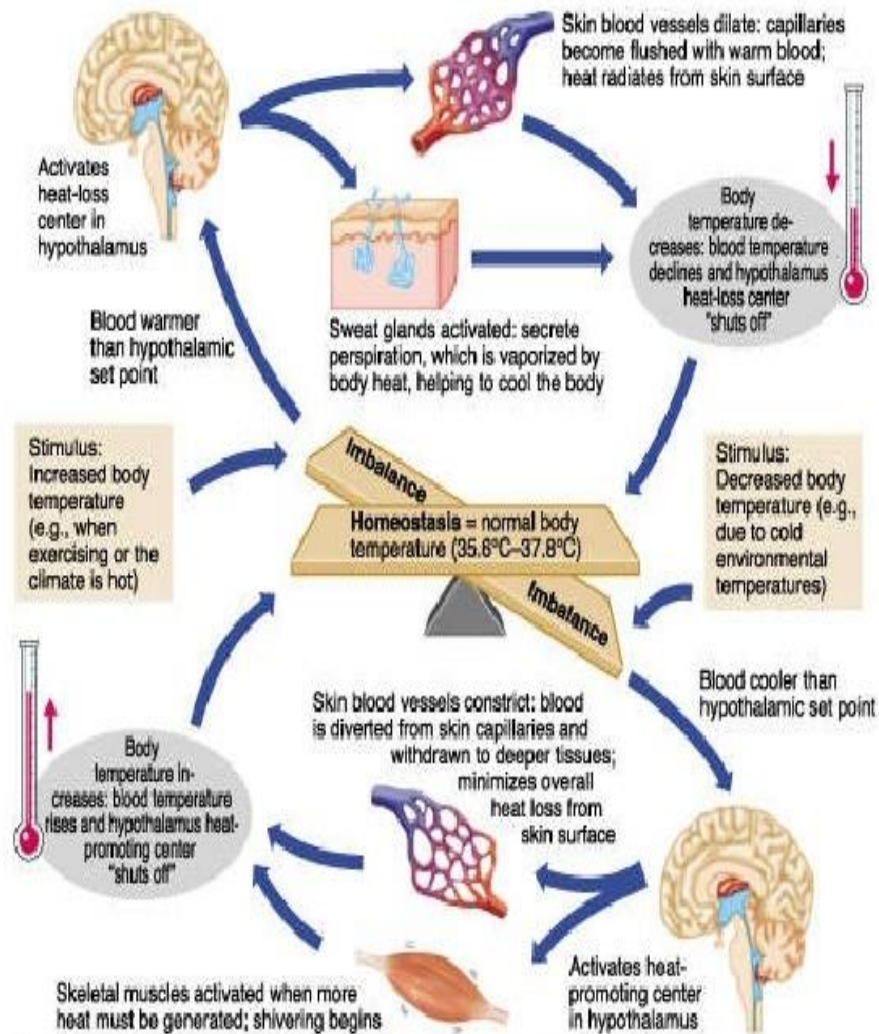 Skin blood vessels dilate: capillaries
become flushed with warm blood;
heat radiates from skin surface
Activates
heat-loss
center in
hypothalamus
Body
temperature de-
creases: blood temperature
declines and hypothalamus
heat-loss center
"shuts off"
Blood warmer
than hypothalamic
set point
Sweat glands activated: secrete
perspiration, which is vaporized by
body heat, helping to cool the body
Stimulus:
Increased body
temperature
(e.g., when
exercising or the
climate is hot)
Imbalance
Homeostasis = normal body
temperature (35.6°C–37.8°C)
Imbalance
Stimulus:
Decreased body
temperature (e.g.,
due to cold
environmental
temperatures)
Blood cooler than
hypothalamic set point
Skin blood vessels constrict: blood
is diverted from skin capillaries and
withdrawn to deeper tissues;
minimizes overall
heat loss from
skin surface
Body
temperature in-
creases: blood temperature
rises and hypothalamus heat-
promoting center
"shuts off"
Activates heat-
promoting center
in hypothalamus
Skeletal muscles activated when more
heat must be generated; shivering begins